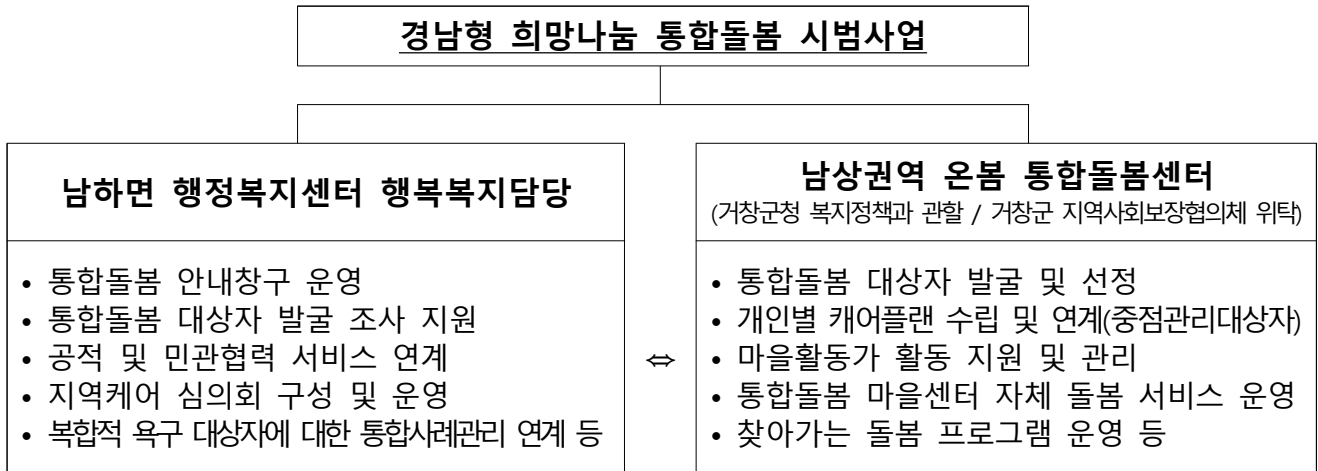 경남형 희망나눔 통합돌봄 시범사업
남하면 행정복지센터 행복복지담당
• 통합돌봄 안내창구 운영
• 통합돌봄 대상자 발굴 조사 지원
• 공적 및 민관협력 서비스 연계
• 지역케어 심의회 구성 및 운영
• 복합적 욕구 대상자에 대한 통합사례관리 연계 등
⇔
남상권역 온봄 통합돌봄센터
(거창군청 복지정책과 관할 / 거창군 지역사회보장협의체 위탁)
• 통합돌봄 대상자 발굴 및 선정
• 개인별 캐어플랜 수립 및 연계(중점관리대상자)
• 마을활동가 활동 지원 및 관리
• 통합돌봄 마을센터 자체 돌봄 서비스 운영
• 찾아가는 돌봄 프로그램 운영 등